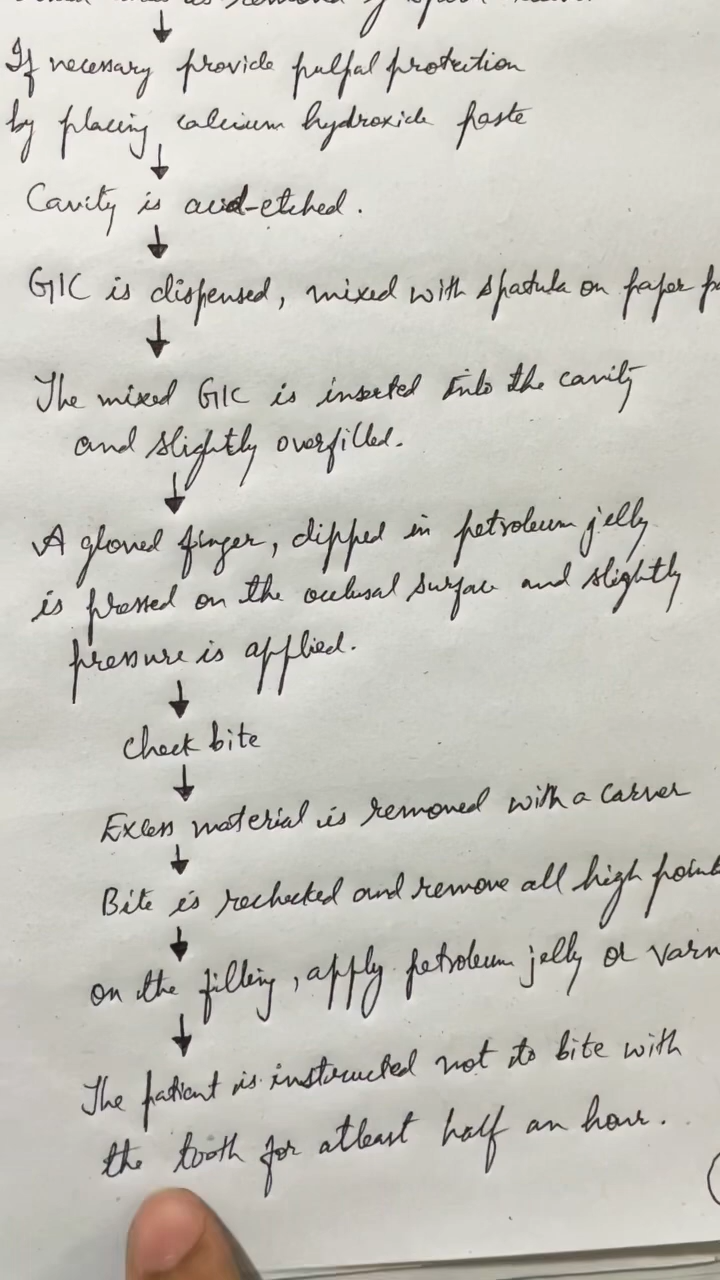 If necessary provide pulpal protection
by placing calcium hydroxide paste
Cavity is acid-etched.
GIC is dispensed, mixed with spatula on paper
The mixed GIC is inserted into the cavity
and slightly overfilled.
A gloved finger, dipped in petroleum jelly
is pressed on the occlusal surface and slightly
pressure is applied.
Check bite
Excess material is removed with a carver
Bite is rechecked and remove all high point
on the filling, apply petroleum jelly or varn
The patient is instructed not to bite with
the tooth for atleast half an hour.